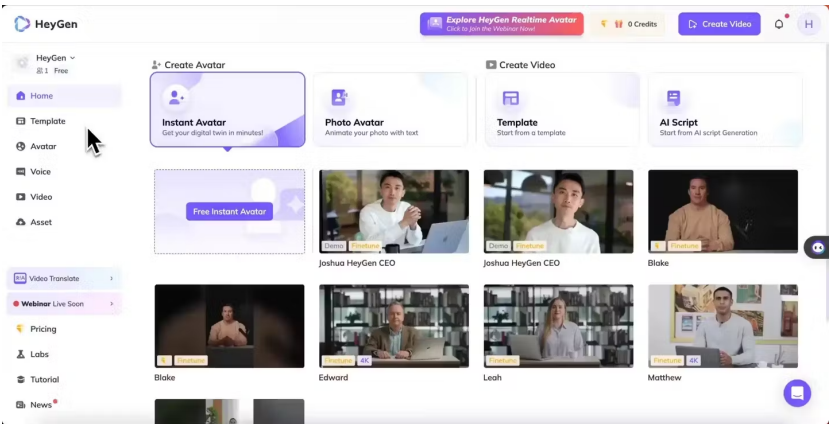 HeyGen
Explore HeyGen Realtime Avatar
Click to Join the Webinar Now!
0 Credits
Create Video
H
HeyGen
1 Free
Home
Template
Avatar
Voice
Video
Asset
Video Translate
Webinar Live Soon
Pricing
Labs
Tutorial
News
Create Avatar
Create Video
Instant Avatar
Get your digital twin in minutes!
Photo Avatar
Animate your photo with text
Template
Start from a template
AI Script
Start from AI script Generation
Free Instant Avatar
Demo Finetune
Joshua HeyGen CEO
Demo Finetune
Joshua HeyGen CEO
Finetune
Blake
Finetune
Blake
Finetune 4K
Edward
Finetune
Leah
Finetune 4K
Matthew